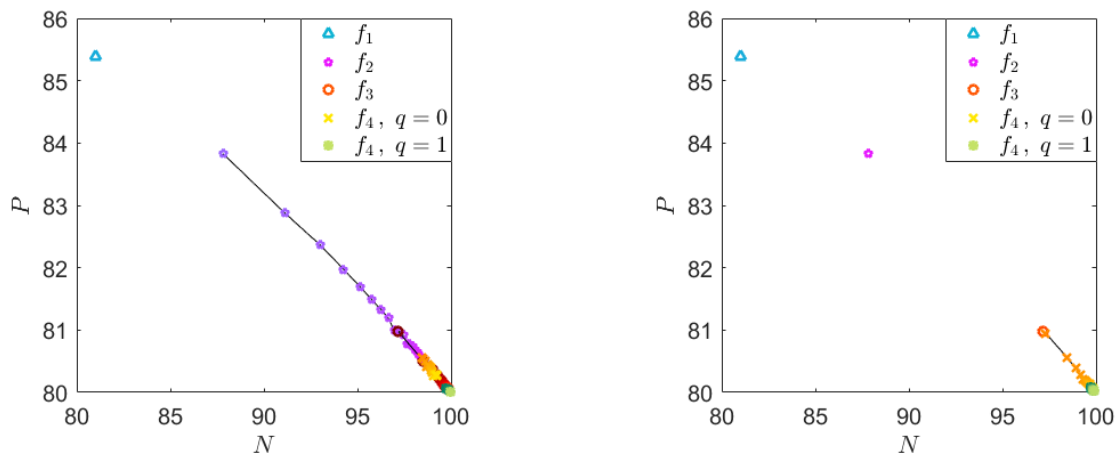 86
85
84
83
82
81
80
80
85
90
95
100
P
N
f₁
f₂
f₃
f₄ , q = 0
f₄ , q = 1
86
85
84
83
82
81
80
80
85
90
95
100
P
N
f₁
f₂
f₃
f₄ , q = 0
f₄ , q = 1